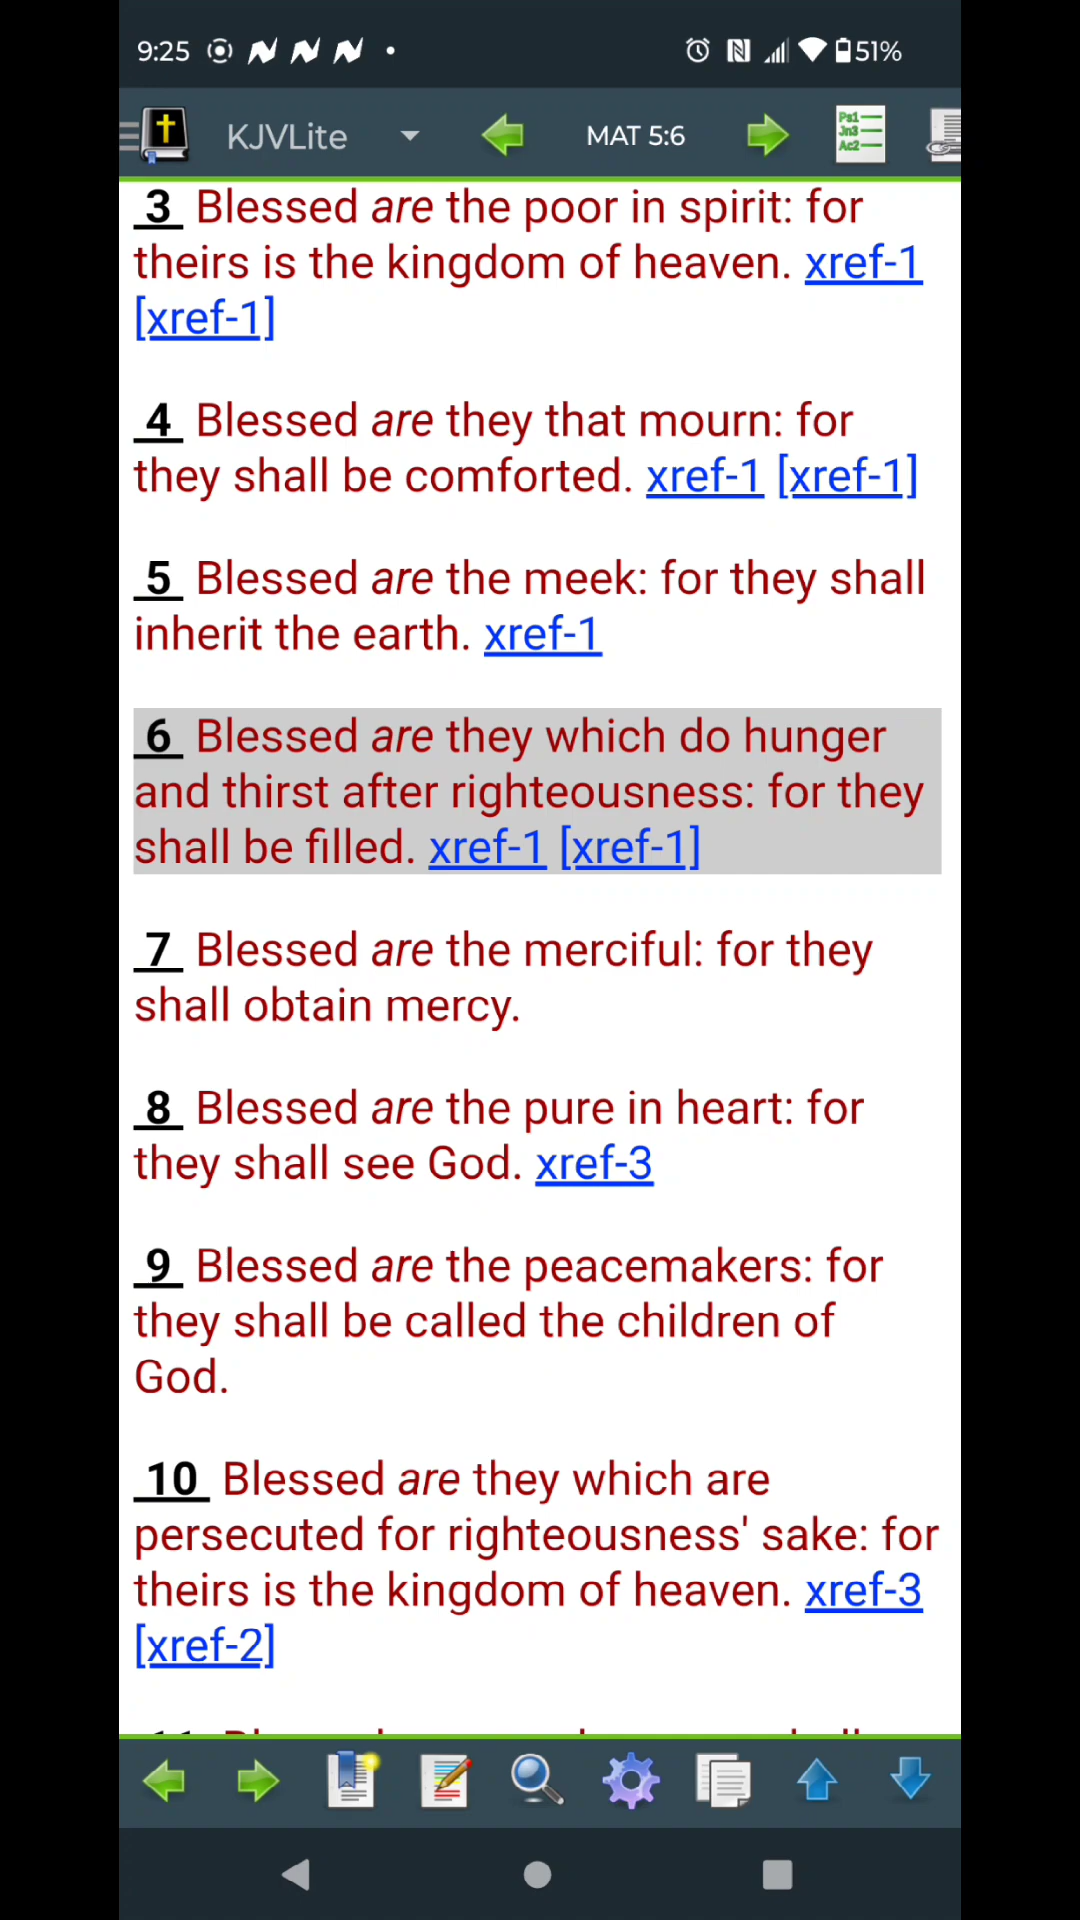 9:25
51%
KJVLite
MAT 5:6
Ps1
Jn3
Ac2
3 Blessed are the poor in spirit: for
theirs is the kingdom of heaven. xref-1
[xref-1]
4 Blessed are they that mourn: for
they shall be comforted. xref-1 [xref-1]
5 Blessed are the meek: for they shall
inherit the earth. xref-1
6 Blessed are they which do hunger
and thirst after righteousness: for they
shall be filled. xref-1 [xref-1]
7 Blessed are the merciful: for they
shall obtain mercy.
8 Blessed are the pure in heart: for
they shall see God. xref-3
9 Blessed are the peacemakers: for
they shall be called the children of
God.
10 Blessed are they which are
persecuted for righteousness' sake: for
theirs is the kingdom of heaven. xref-3
[xref-2]